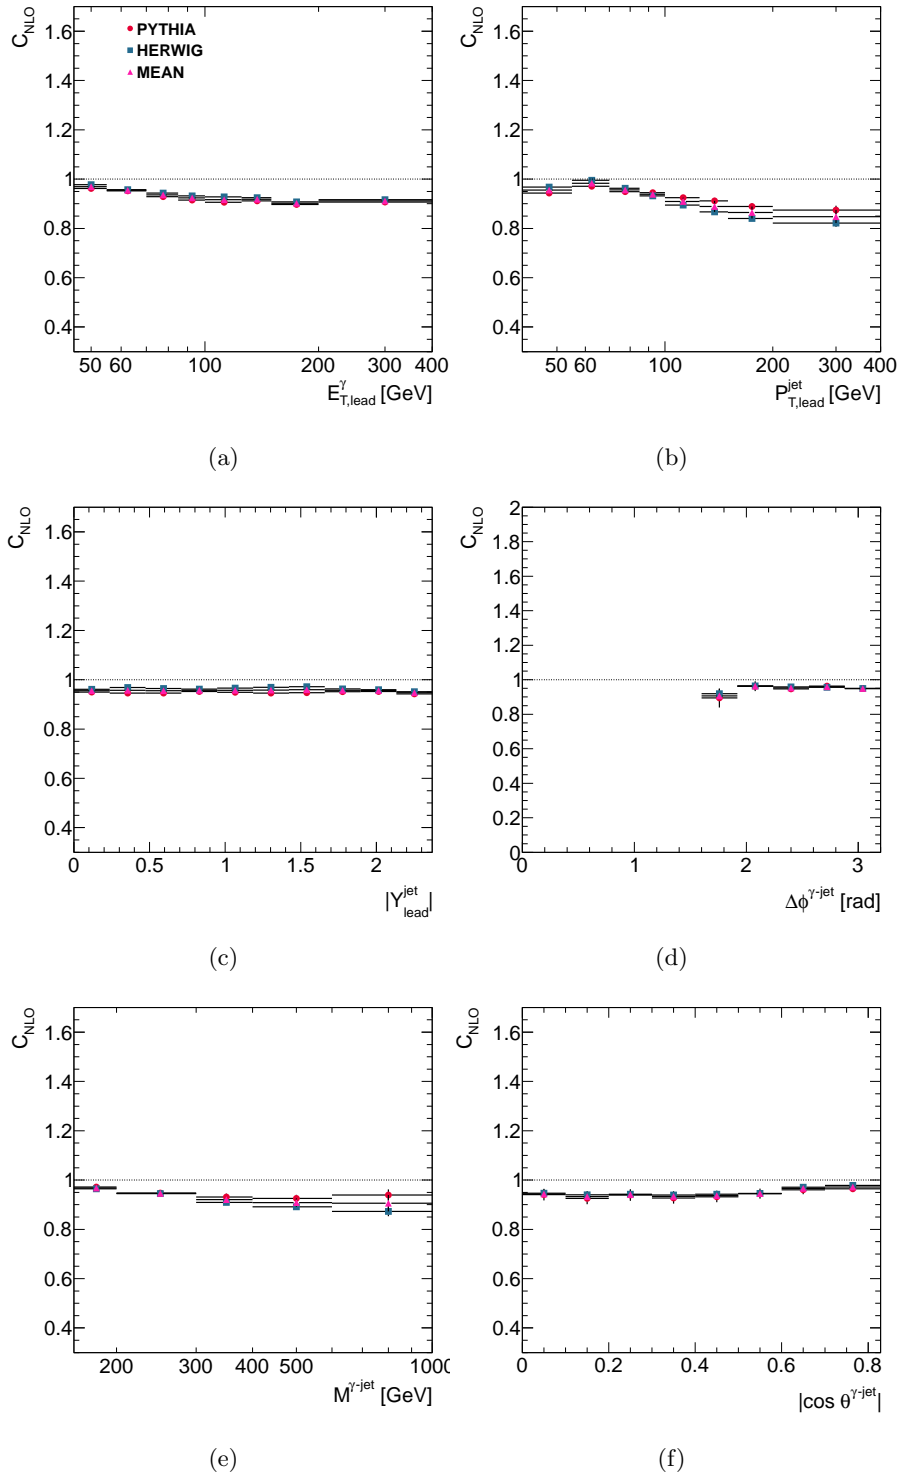 C_NLO
1.6
1.4
1.2
1
0.8
0.6
0.4
PYTHIA
HERWIG
MEAN
50 60 100 200 300 400
E^γ_T,lead [GeV]
(a)
C_NLO
1.6
1.4
1.2
1
0.8
0.6
0.4
50 60 100 200 300 400
P^jet_T,lead [GeV]
(b)
C_NLO
1.6
1.4
1.2
1
0.8
0.6
0.4
0 0.5 1 1.5 2
|Y^jet_lead|
(c)
C_NLO
2
1.8
1.6
1.4
1.2
1
0.8
0.6
0.4
0.2
0
0 1 2 3
Δϕ^γ-jet [rad]
(d)
C_NLO
1.6
1.4
1.2
1
0.8
0.6
0.4
200 300 400 500 1000
M^γ-jet [GeV]
(e)
C_NLO
1.6
1.4
1.2
1
0.8
0.6
0.4
0 0.2 0.4 0.6 0.8
|cos θ^γ-jet|
(f)